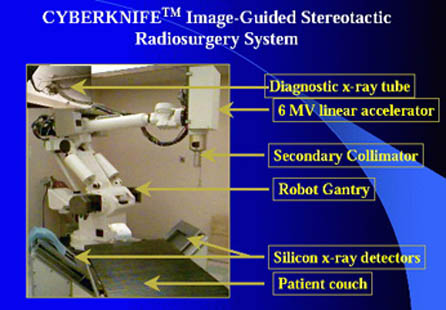 CYBERKNIFE™ Image-Guided Stereotactic
Radiosurgery System
Diagnostic x-ray tube
6 MV linear accelerator
Secondary Collimator
Robot Gantry
Silicon x-ray detectors
Patient couch